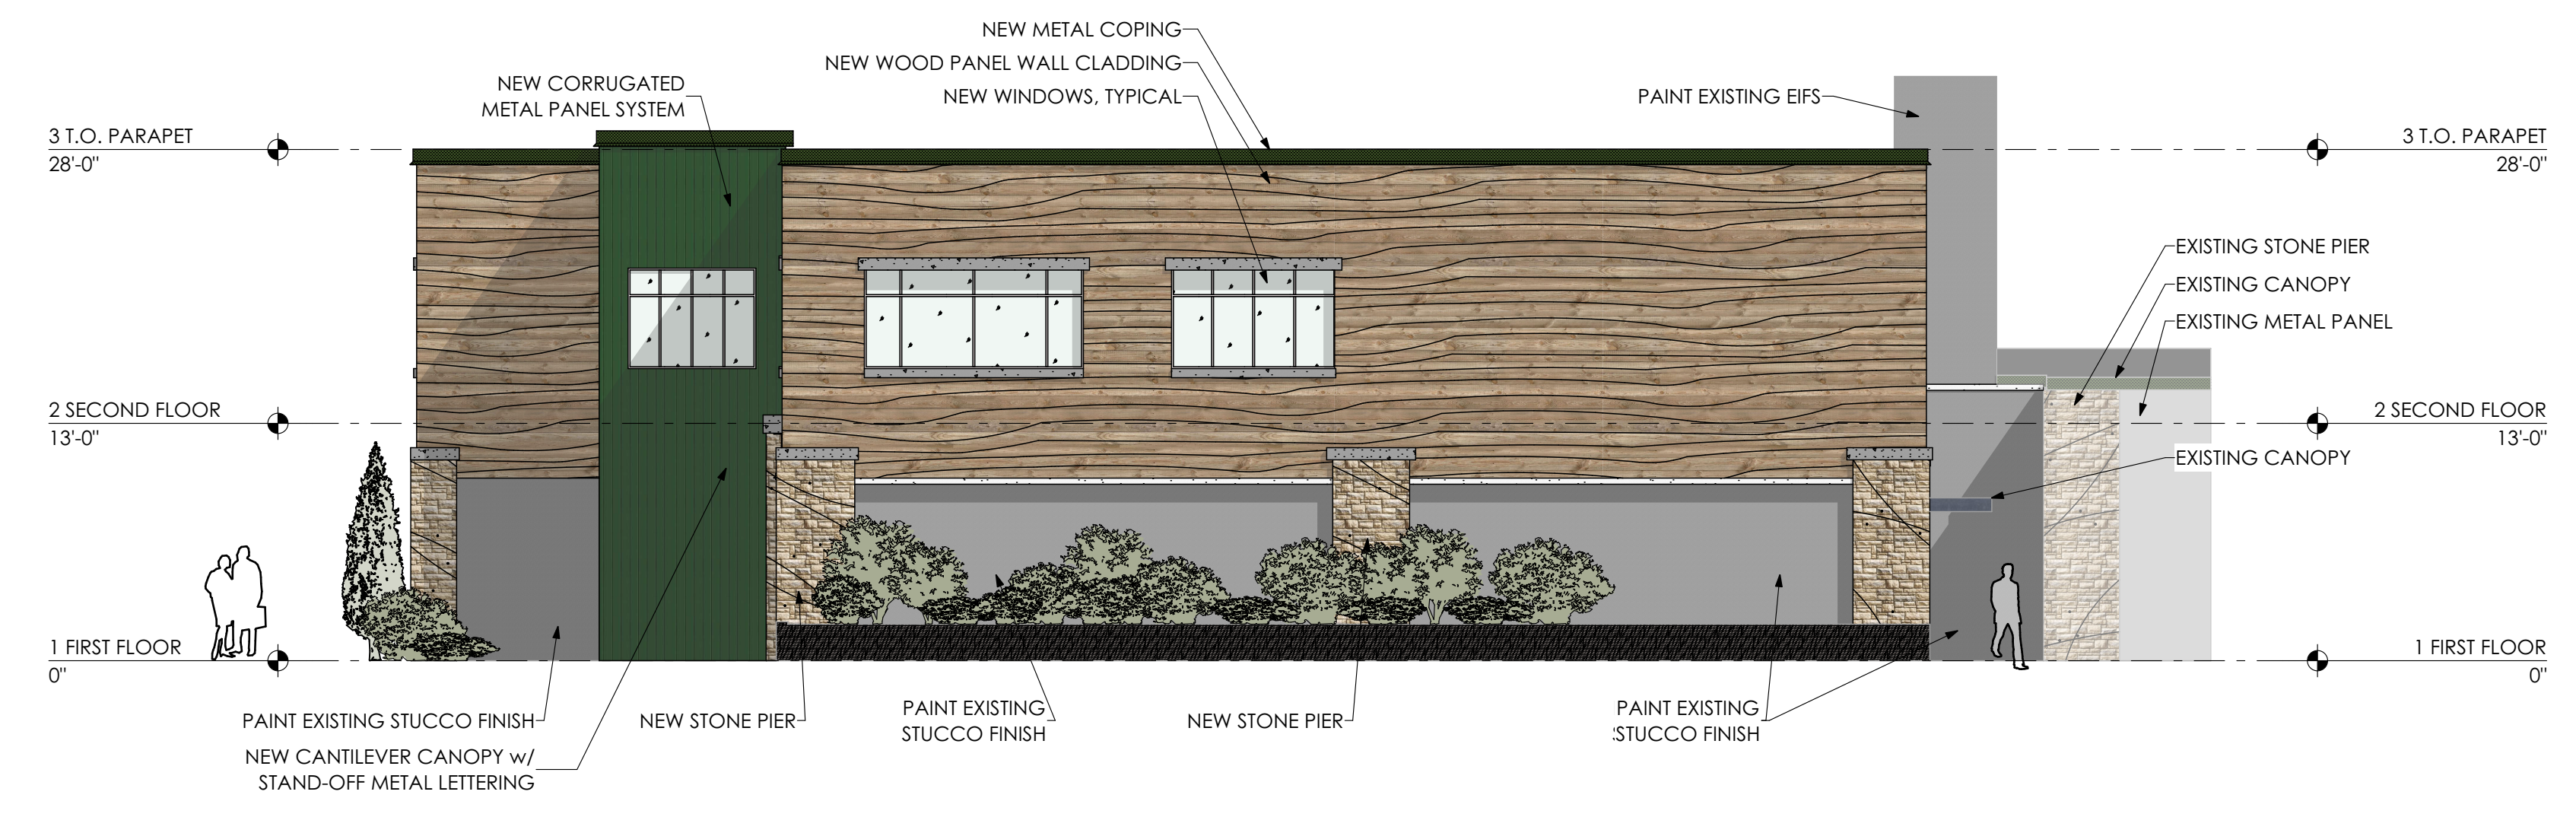 NEW METAL COPING
NEW WOOD PANEL WALL CLADDING
NEW WINDOWS, TYPICAL
NEW CORRUGATED
METAL PANEL SYSTEM
PAINT EXISTING EIFS
3 T.O. PARAPET
28'-0"
3 T.O. PARAPET
28'-0"
EXISTING STONE PIER
EXISTING CANOPY
EXISTING METAL PANEL
2 SECOND FLOOR
13'-0"
2 SECOND FLOOR
13'-0"
EXISTING CANOPY
1 FIRST FLOOR
0"
1 FIRST FLOOR
0"
PAINT EXISTING STUCCO FINISH
NEW STONE PIER
PAINT EXISTING
STUCCO FINISH
NEW STONE PIER
PAINT EXISTING
STUCCO FINISH
NEW CANTILEVER CANOPY w/
STAND-OFF METAL LETTERING